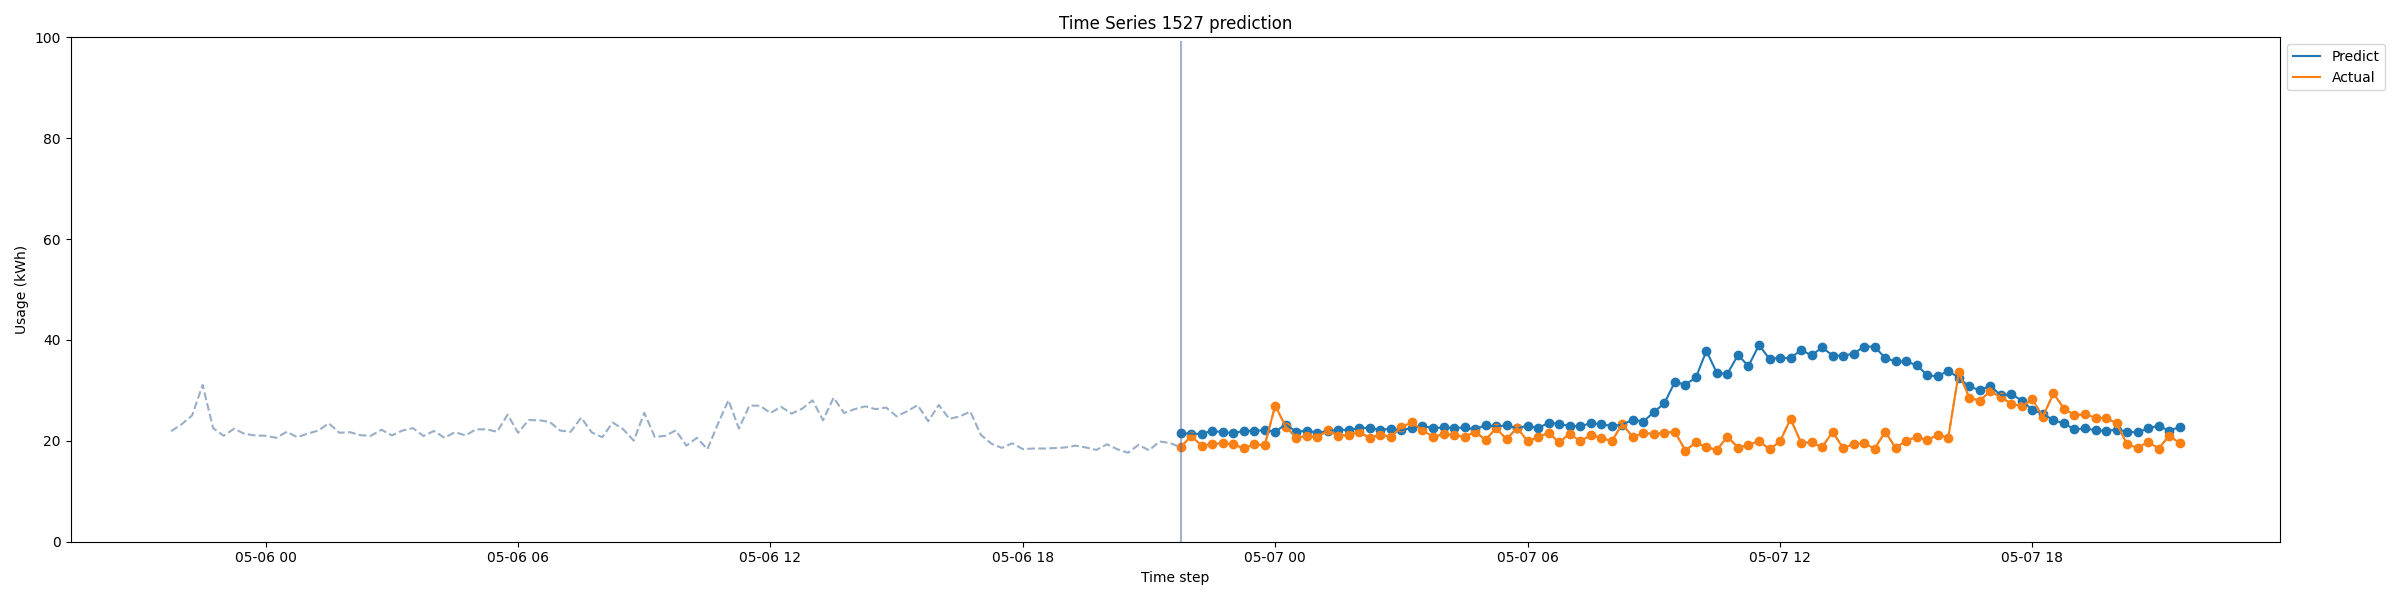 Time Series 1527 prediction
100
80
60
40
20
0
Usage (kWh)
05-06 00
05-06 06
05-06 12
05-06 18
05-07 00
05-07 06
05-07 12
05-07 18
Time step
Predict
Actual